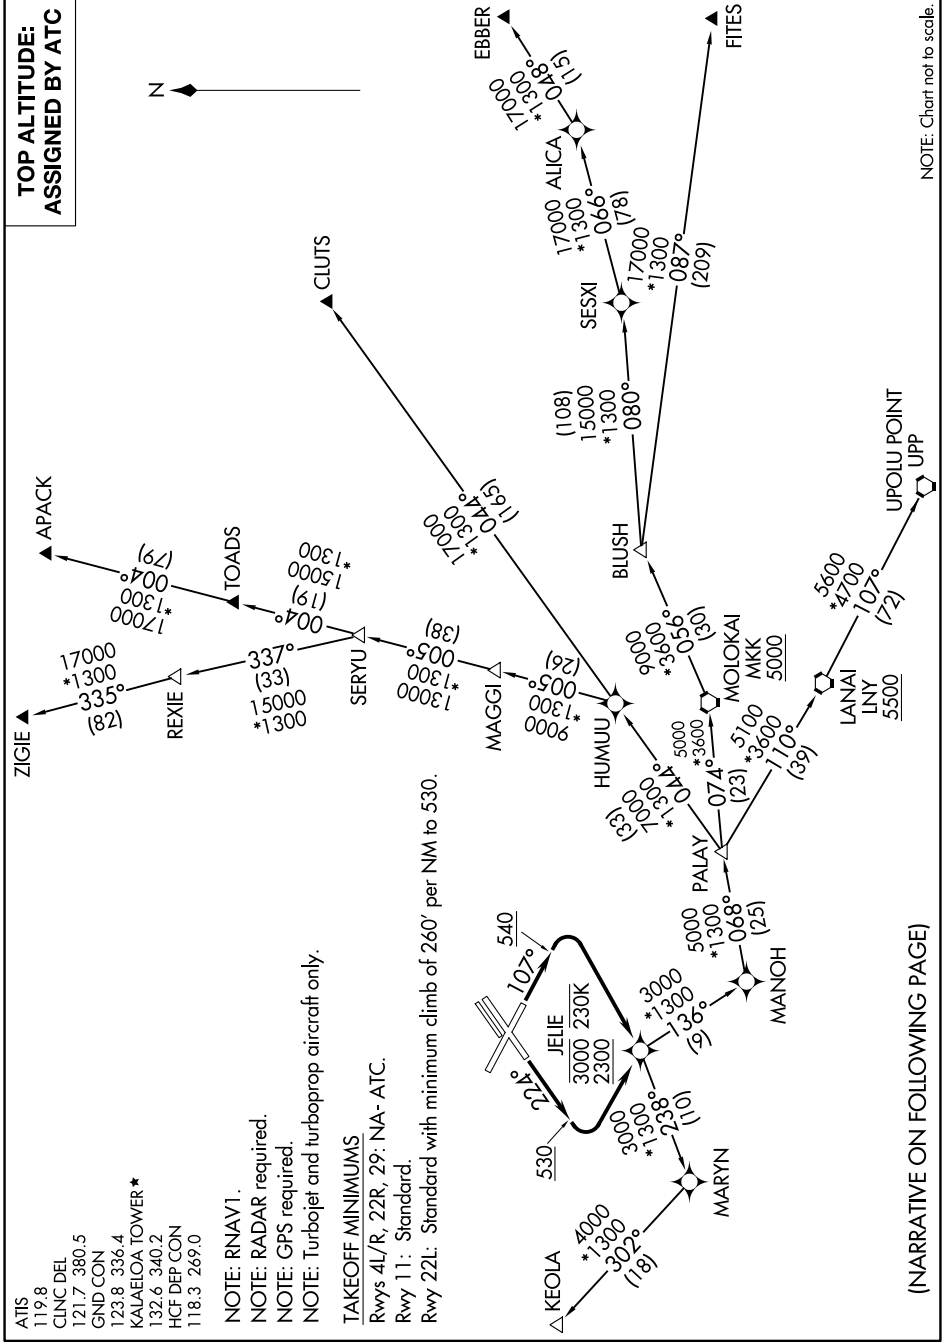 TOP ALTITUDE:
ASSIGNED BY ATC
ATIS
119.8
CLNC DEL
121.7 380.5
GND CON
123.8 336.4
KALAELOA TOWER★
132.6 340.2
HCF DEP CON
118.3 269.0
NOTE: RNAV1.
NOTE: RADAR required.
NOTE: GPS required.
NOTE: Turbojet and turboprop aircraft only.
TAKEOFF MINIMUMS
Rwys 4L/R, 22R, 29: NA- ATC.
Rwy 11: Standard.
Rwy 22L: Standard with minimum climb of 260' per NM to 530.
N
ZIGIE
17000
*1300
335°
(82)
REXIE
337°
(33)
15000
*1300
APACK
17000
*1300
004°
(79)
TOADS
15000
*1300
004°
(19)
SERYU
13000
*1300
005°
(38)
MAGGI
9000
*1300
005°
(26)
HUMUU
CLUTS
17000
*1300
044°
(165)
(33)
7000
*1300
044°
PALAY
EBBER
17000
*1300
048°
(15)
ALICA
17000
*1300
066°
(78)
SESXI
(108)
15000
*1300
080°
FITES
17000
*1300
087°
(209)
BLUSH
9000
*3600
056°
(30)
MOLOKAI
MKK
5000
5000
*3600
074°
(23)
5100
*3600
110°
(39)
LANAI
LNY
5500
5600
*4700
107°
(72)
UPOLU POINT
UPP
5000
*1300
068°
(25)
MANOH
3000
*1300
136°
(9)
JELIE
3000 230K
2300
540
107°
224°
530
3000
*1300
238°
(10)
MARYN
4000
*1300
302°
(18)
KEOLA
(NARRATIVE ON FOLLOWING PAGE)
NOTE: Chart not to scale.